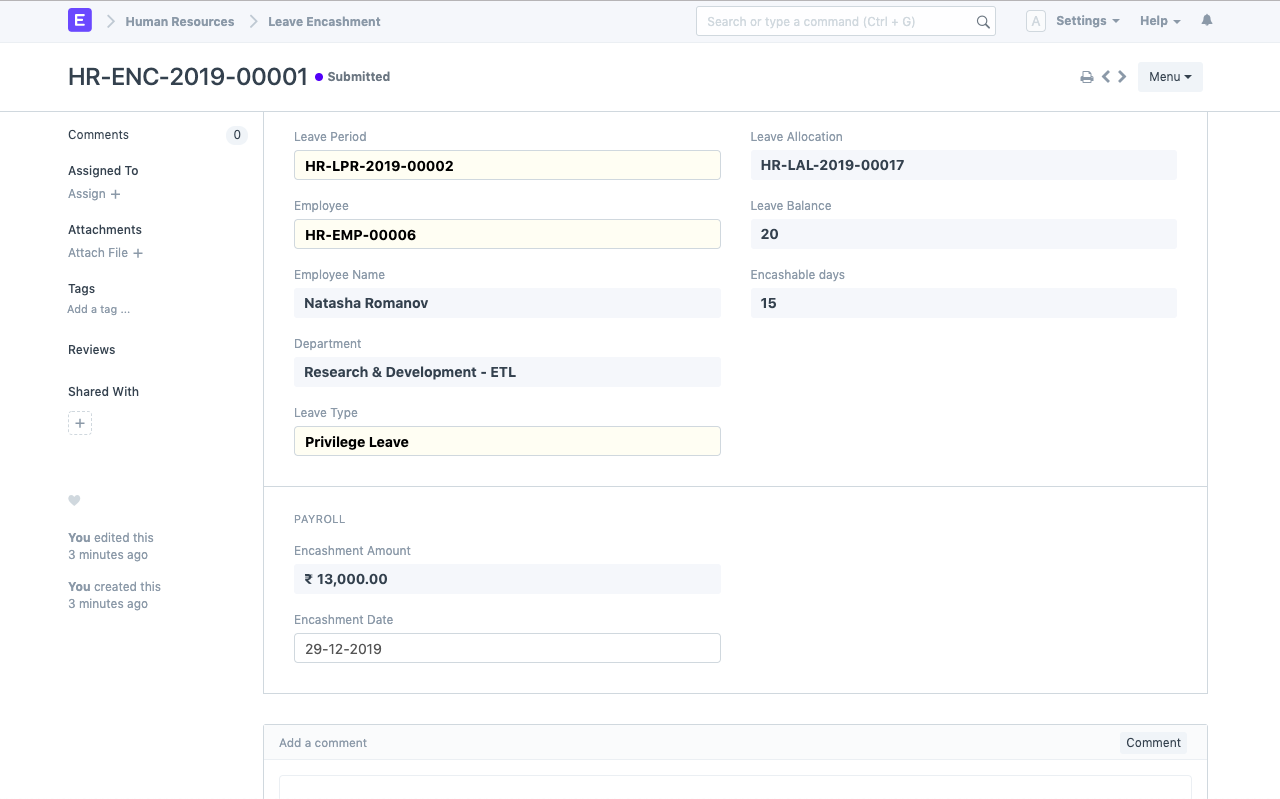 E Human Resources Leave Encashment Search or type a command (Ctrl + G) A Settings Help
HR-ENC-2019-00001 Submitted Menu
Comments 0
Assigned To
Assign +
Attachments
Attach File +
Tags
Add a tag ...
Reviews
Shared With
+
You edited this
3 minutes ago
You created this
3 minutes ago
Leave Period
HR-LPR-2019-00002
Employee
HR-EMP-00006
Employee Name
Natasha Romanov
Department
Research & Development - ETL
Leave Type
Privilege Leave
Leave Allocation
HR-LAL-2019-00017
Leave Balance
20
Encashable days
15
PAYROLL
Encashment Amount
₹ 13,000.00
Encashment Date
29-12-2019
Add a comment Comment